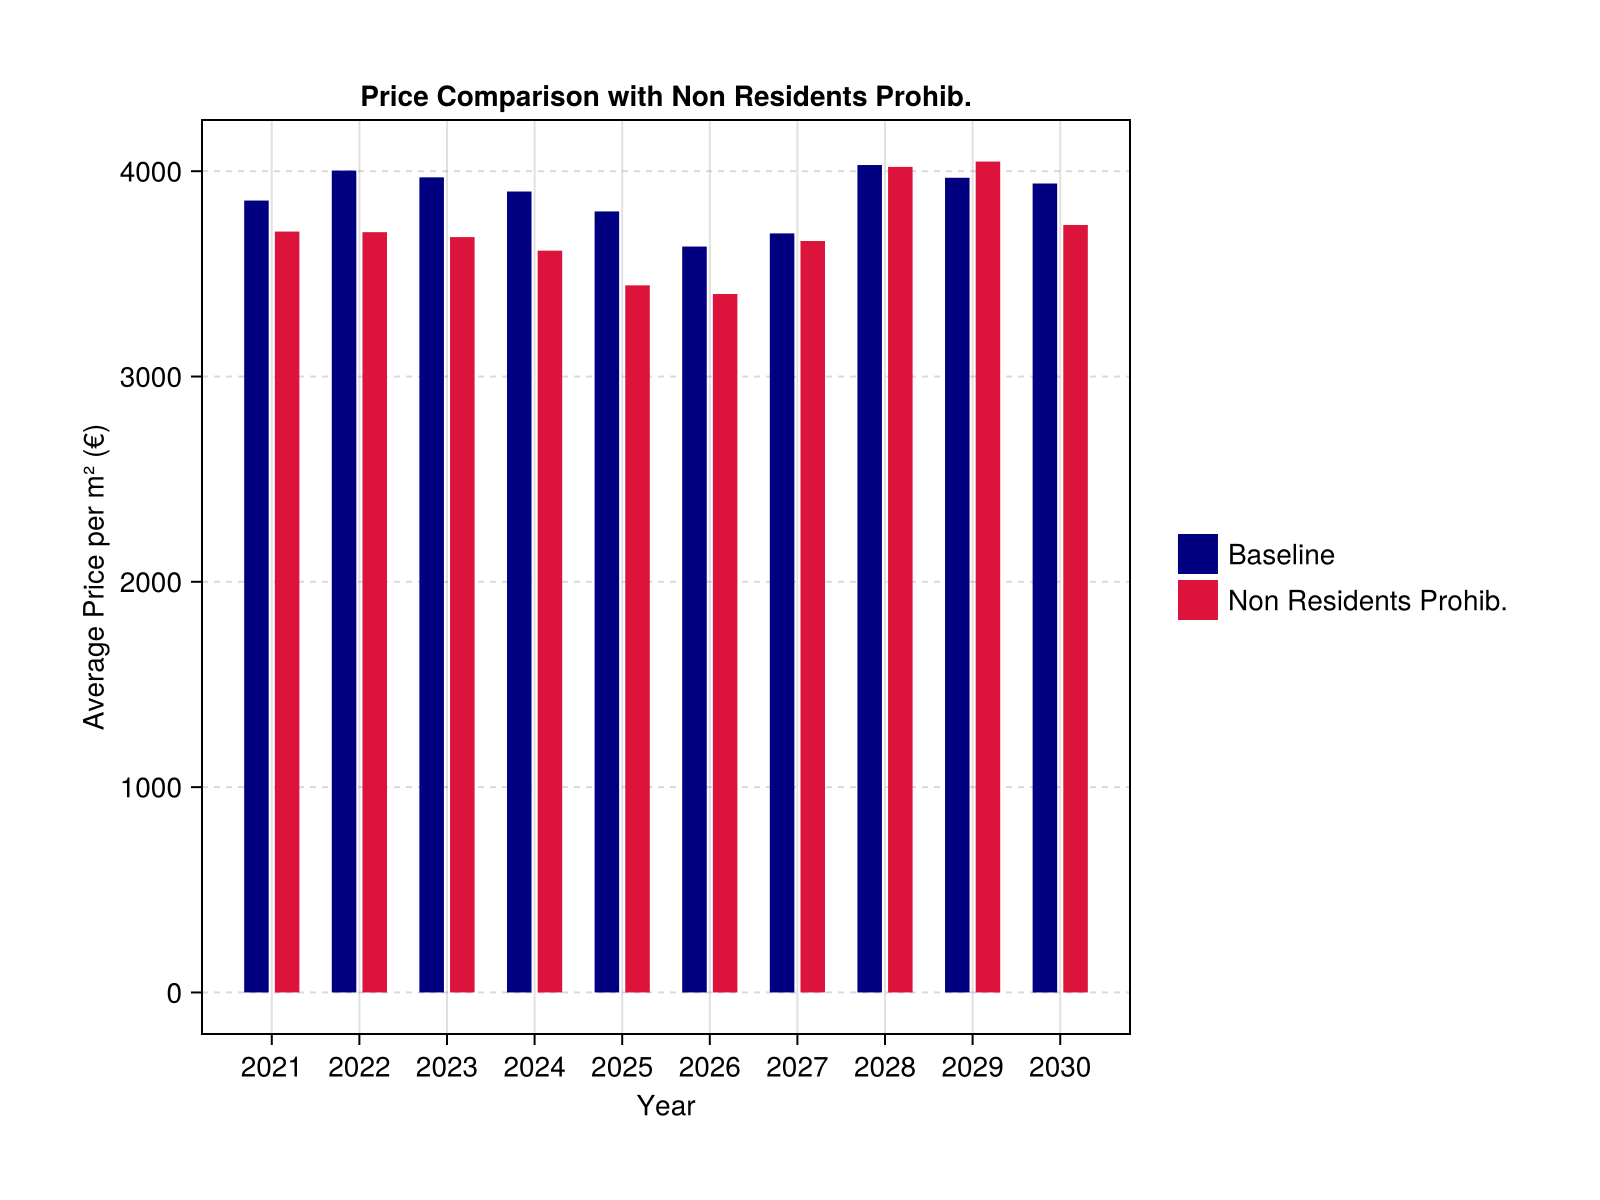 Price Comparison with Non Residents Prohib.
Average Price per m² (€)
4000
3000
2000
1000
0
2021 2022 2023 2024 2025 2026 2027 2028 2029 2030
Year
Baseline
Non Residents Prohib.